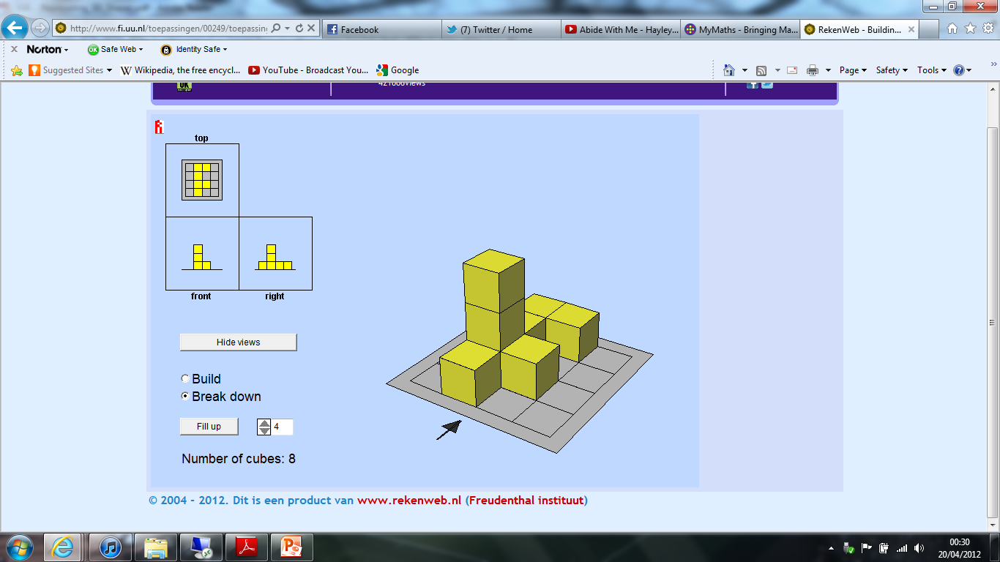 http://www.fi.uu.nl/toepassingen/00249/toepassing
Facebook
(7) Twitter / Home
Abide With Me - Hayley...
MyMaths - Bringing Ma...
RekenWeb - Buildin...
Norton
OK
Safe Web
Identity Safe
Suggested Sites
Wikipedia, the free encycl...
YouTube - Broadcast You...
Google
Page
Safety
Tools
top
front
right
Hide views
Build
Break down
Fill up
4
Number of cubes: 8
© 2004 - 2012. Dit is een product van www.rekenweb.nl (Freudenthal instituut)
00:30
20/04/2012